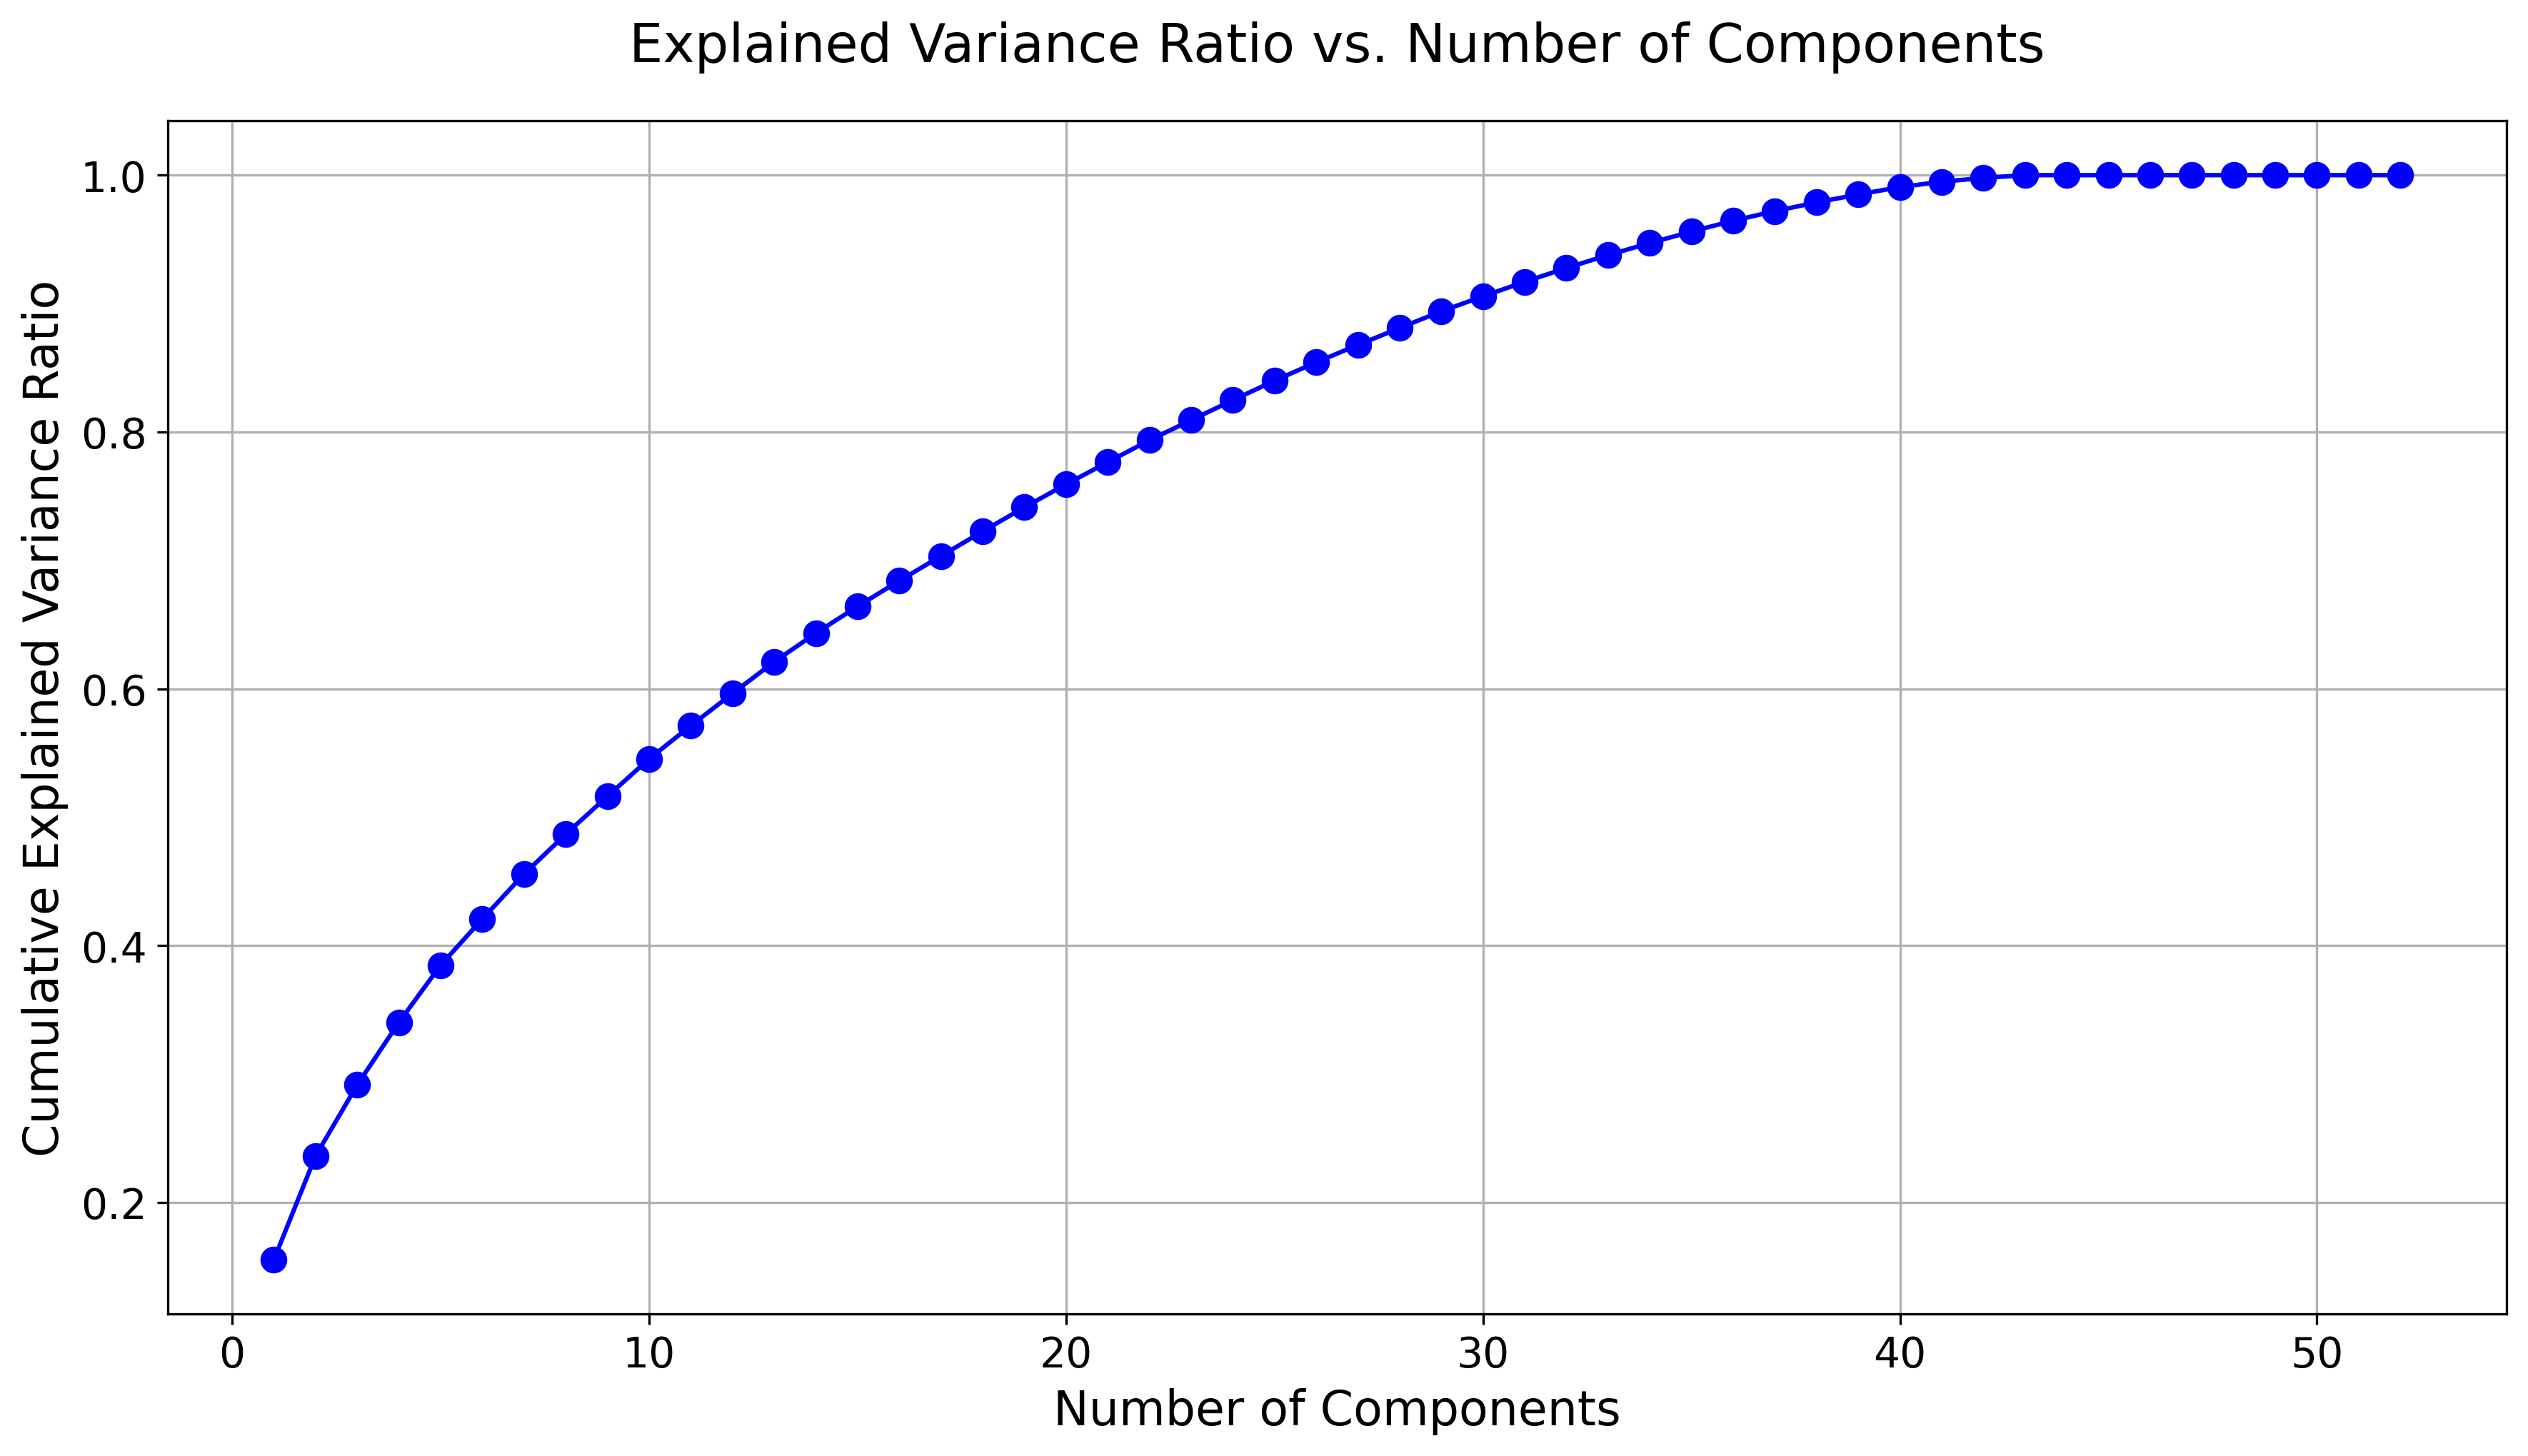 Explained Variance Ratio vs. Number of Components
Cumulative Explained Variance Ratio
1.0
0.8
0.6
0.4
0.2
0 10 20 30 40 50
Number of Components